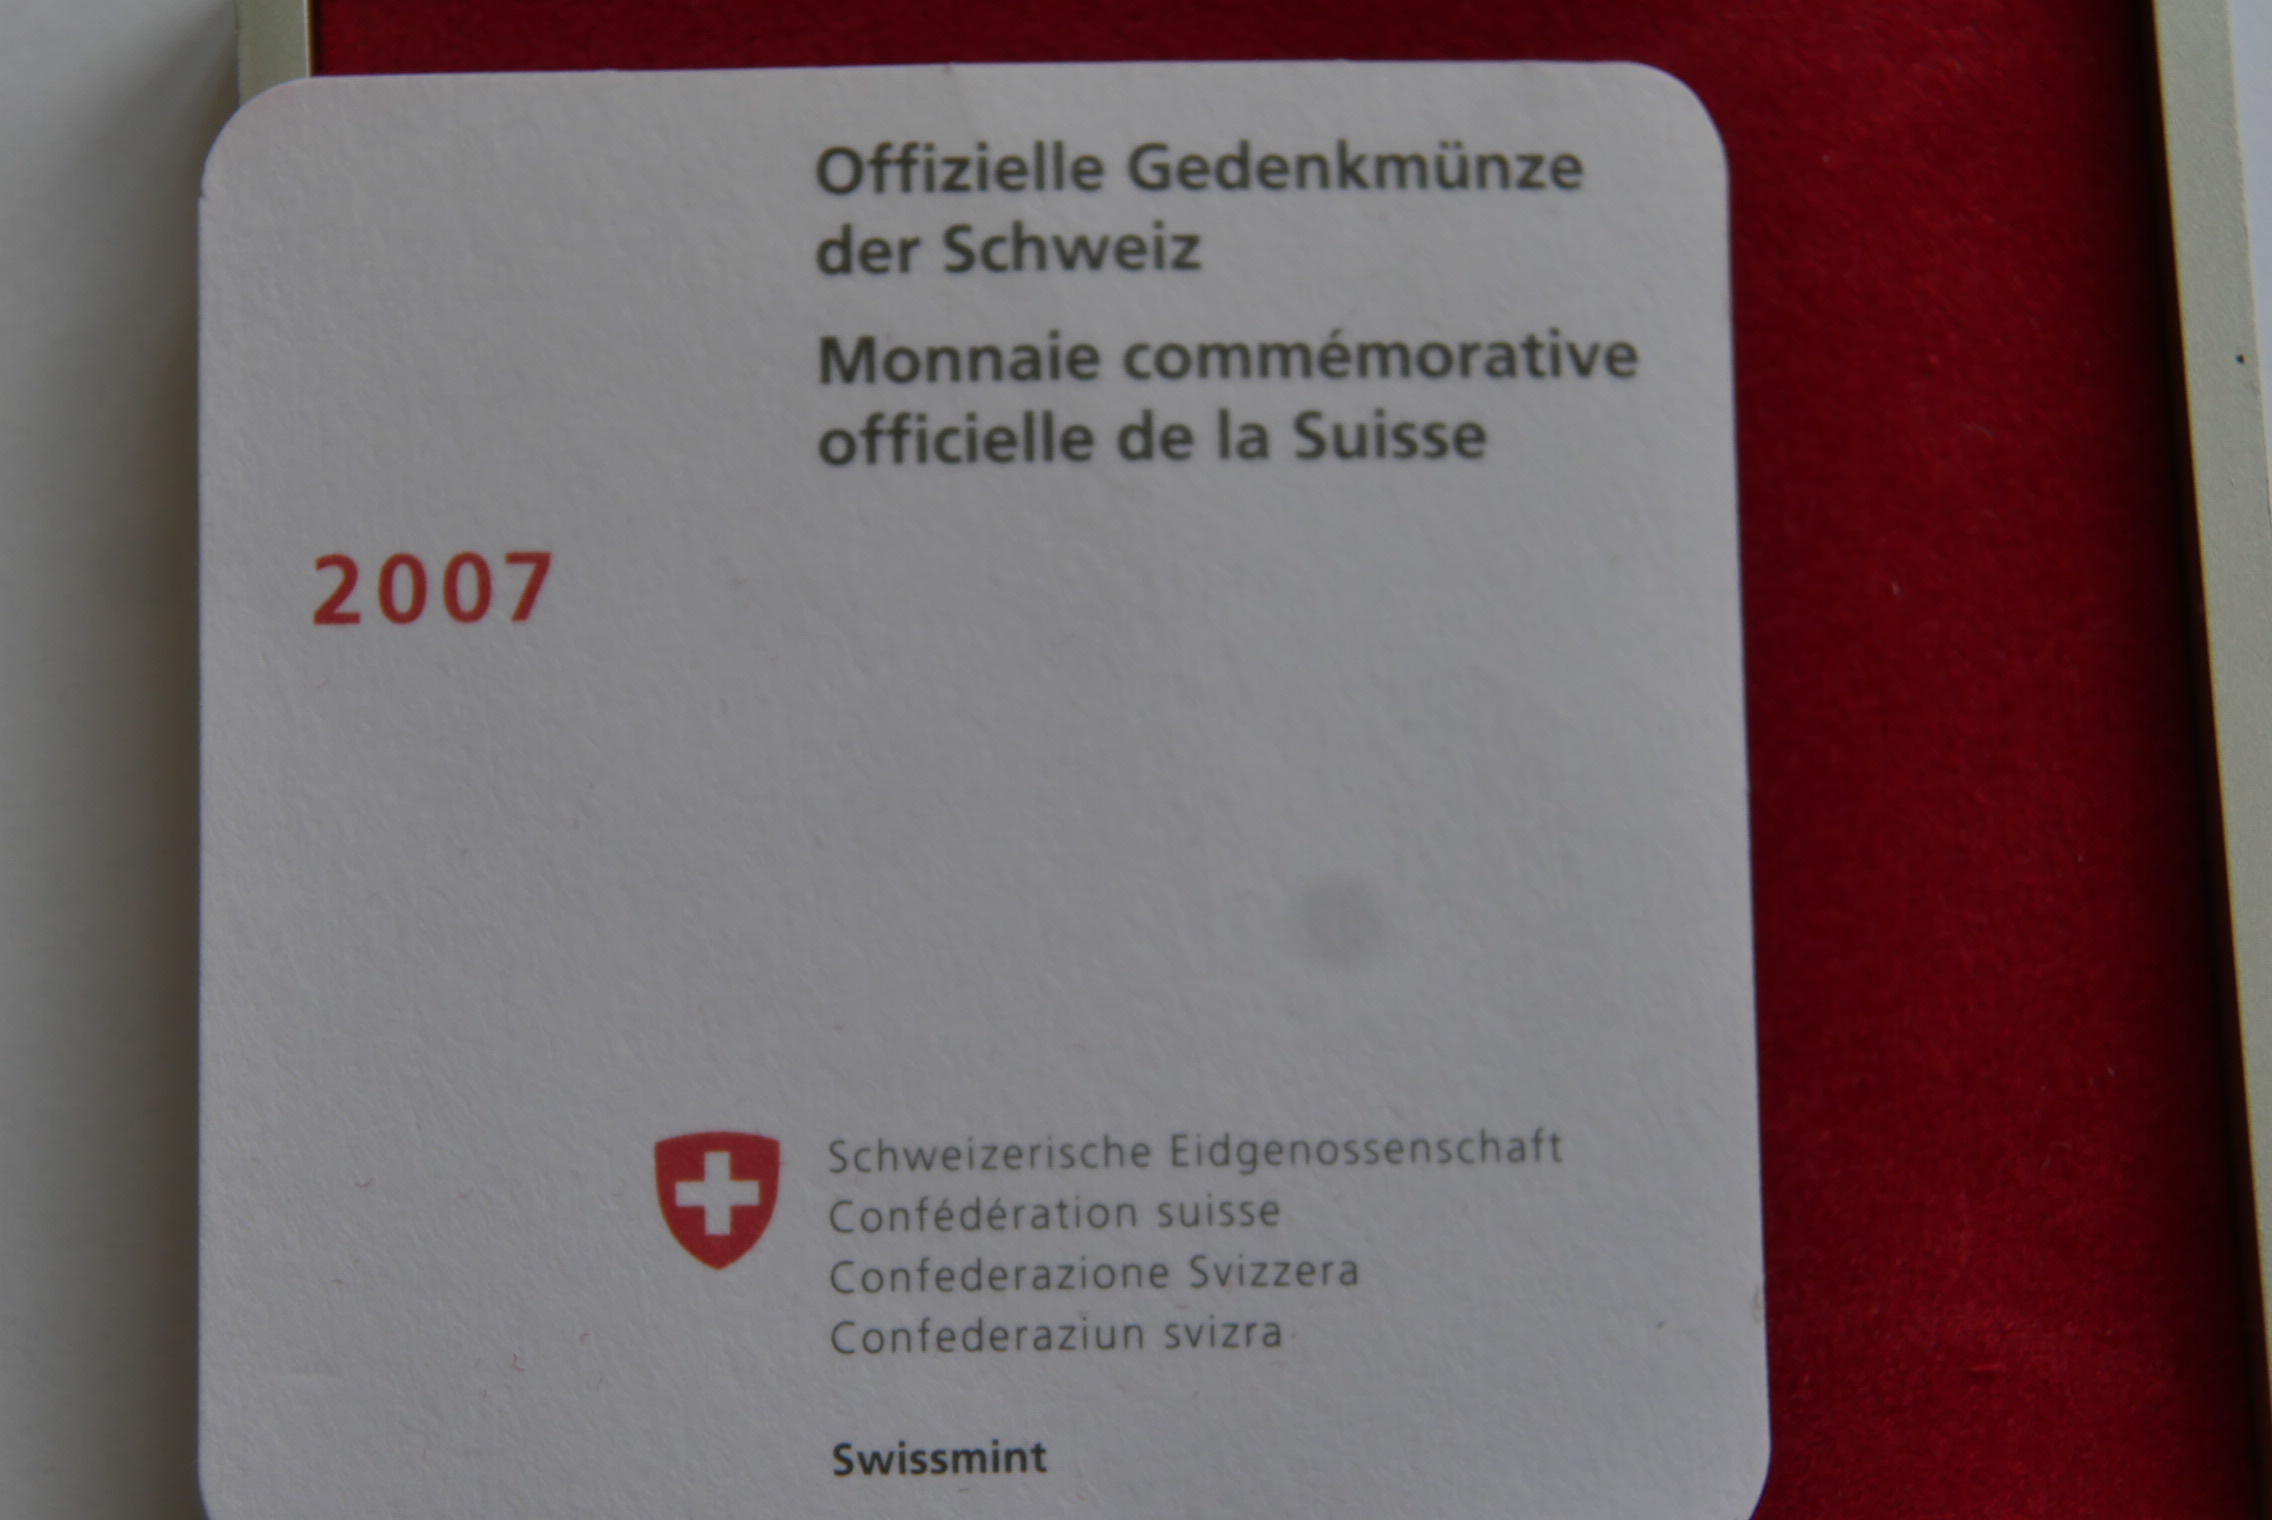 Offizielle Gedenkmünze
der Schweiz
Monnaie commémorative
officielle de la Suisse
2007
Schweizerische Eidgenossenschaft
Confédération suisse
Confederazione Svizzera
Confederaziun svizra
Swissmint